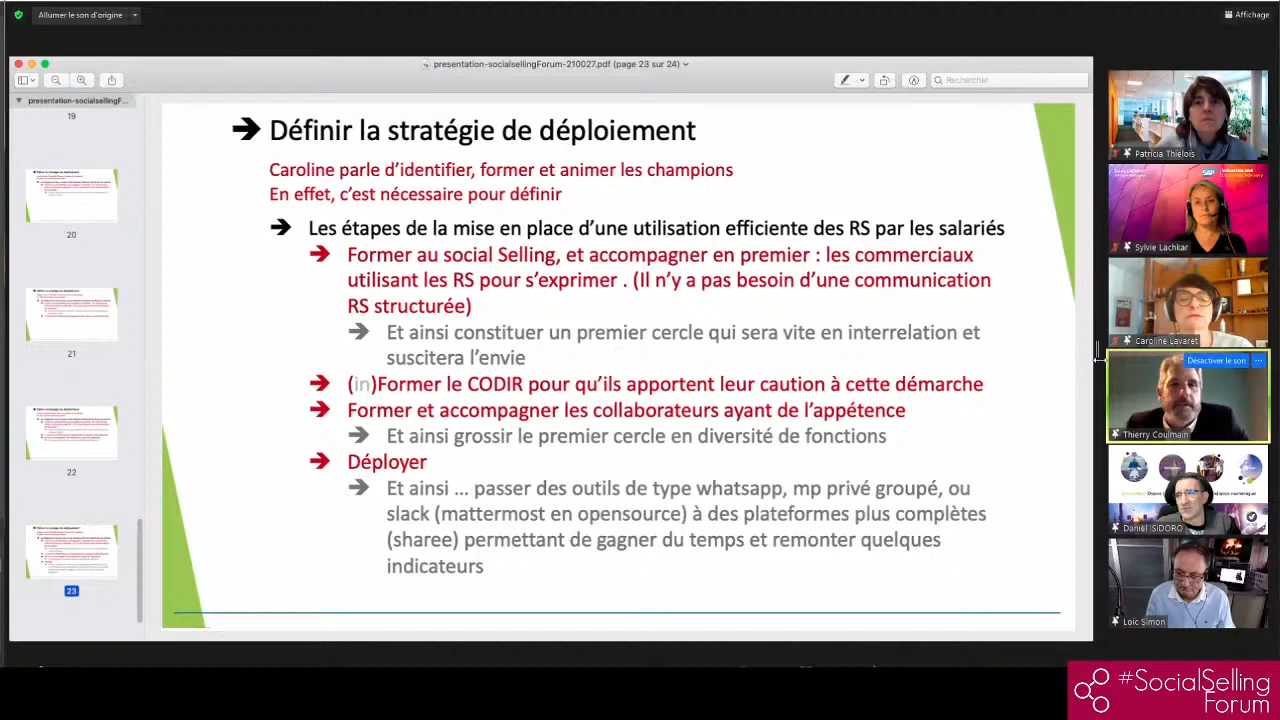 Allumer le son d'origine
Affichage
presentation-socialsellingForum-210027.pdf (page 23 sur 24)
Rechercher
presentation-socialsellingF...
19
20
21
22
23
Définir la stratégie de déploiement
Caroline parle d'identifier, former et animer les champions
En effet, c'est nécessaire pour définir
Les étapes de la mise en place d'une utilisation efficiente des RS par les salariés
Former au social Selling, et accompagner en premier : les commerciaux
utilisant les RS pour s'exprimer . (Il n'y a pas besoin d'une communication
RS structurée)
Et ainsi constituer un premier cercle qui sera vite en interrelation et
suscitera l'envie
(in)Former le CODIR pour qu'ils apportent leur caution à cette démarche
Former et accompagner les collaborateurs ayant de l'appétence
Et ainsi grossir le premier cercle en diversité de fonctions
Déployer
Et ainsi ... passer des outils de type whatsapp, mp privé groupé, ou
slack (mattermost en opensource) à des plateformes plus complètes
(sharee) permettant de gagner du temps et remonter quelques
indicateurs
Patricia Thielois
SAP
Sylvie Lachkar
Caroline Lavaret
Désactiver le son
...
Thierry Coulmain
Daniel ISIDORO
Loic Simon
#SocialSelling
Forum